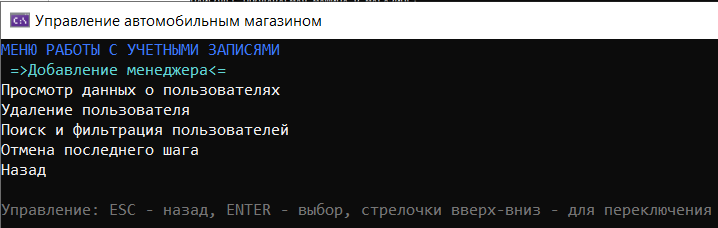 Управление автомобильным магазином
МЕНЮ РАБОТЫ С УЧЕТНЫМИ ЗАПИСЯМИ
=>Добавление менеджера<=
Просмотр данных о пользователях
Удаление пользователя
Поиск и фильтрация пользователей
Отмена последнего шага
Назад
Управление: ESC - назад, ENTER - выбор, стрелочки вверх-вниз - для переключения